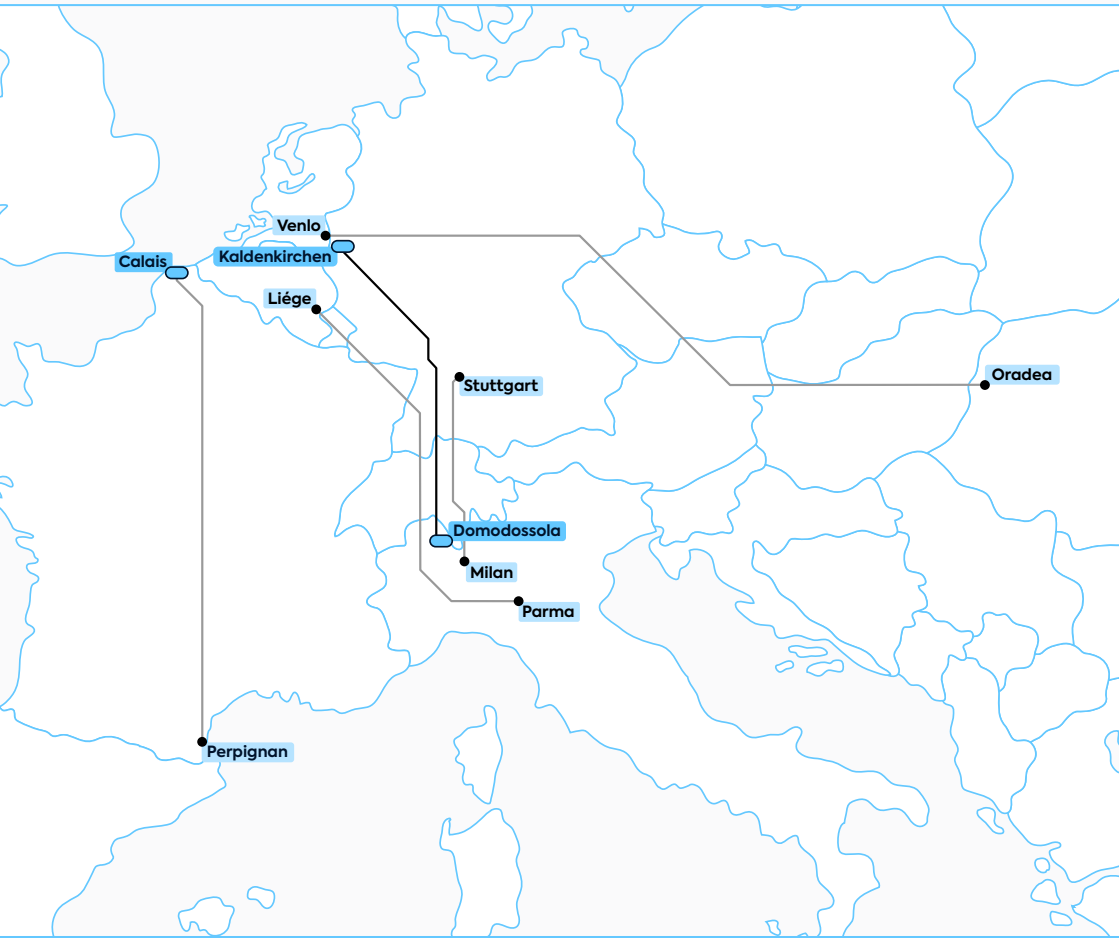 Venlo
Kaldenkirchen
Calais
Liége
Oradea
Stuttgart
Domodossola
Milan
Parma
Perpignan